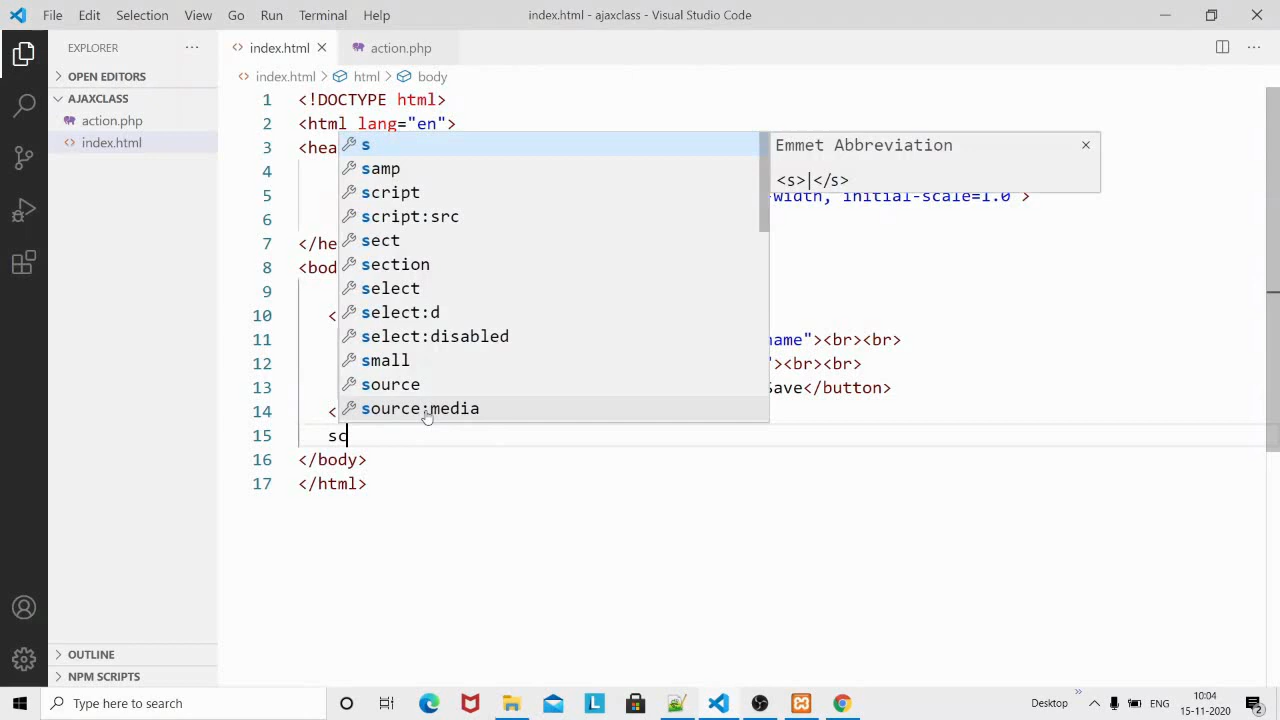 File Edit Selection View Go Run Terminal Help index.html - ajaxclass - Visual Studio Code
EXPLORER
index.html
action.php
OPEN EDITORS
index.html > html > body
AJAXCLASS
action.php
index.html
1 <!DOCTYPE html>
2 <html lang="en">
3 <hea
4
5 -width, initial-scale=1.0">
6
7 </he
8 <bod
9
10 <
11 name"><br><br>
12 "><br><br>
13 Save</button>
14 <
15 sc
16 </body>
17 </html>
s
samp
script
script:src
sect
section
select
select:d
select:disabled
small
source
source:media
Emmet Abbreviation
<s>|</s>
OUTLINE
NPM SCRIPTS
Type here to search
Desktop
ENG
10:04
15-11-2020
2